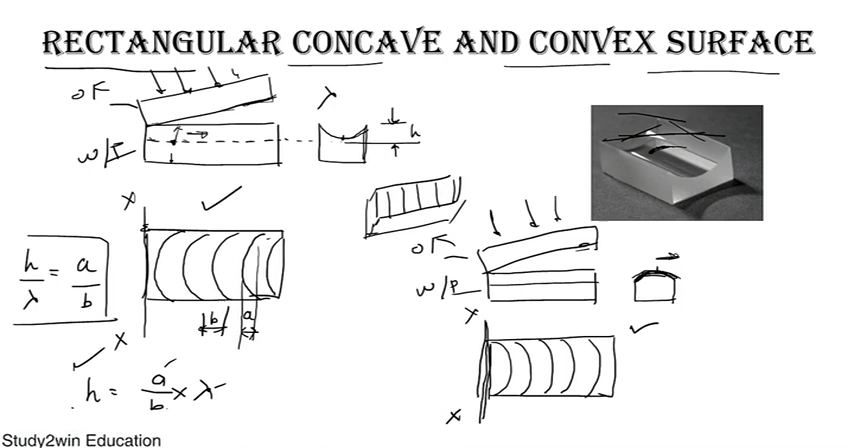 RECTANGULAR CONCAVE AND CONVEX SURFACE
OF
λ
h
W/P
X
h/λ = a/b
b a
X
h = a/b × λ
OF
W/P
X
X
Study2win Education